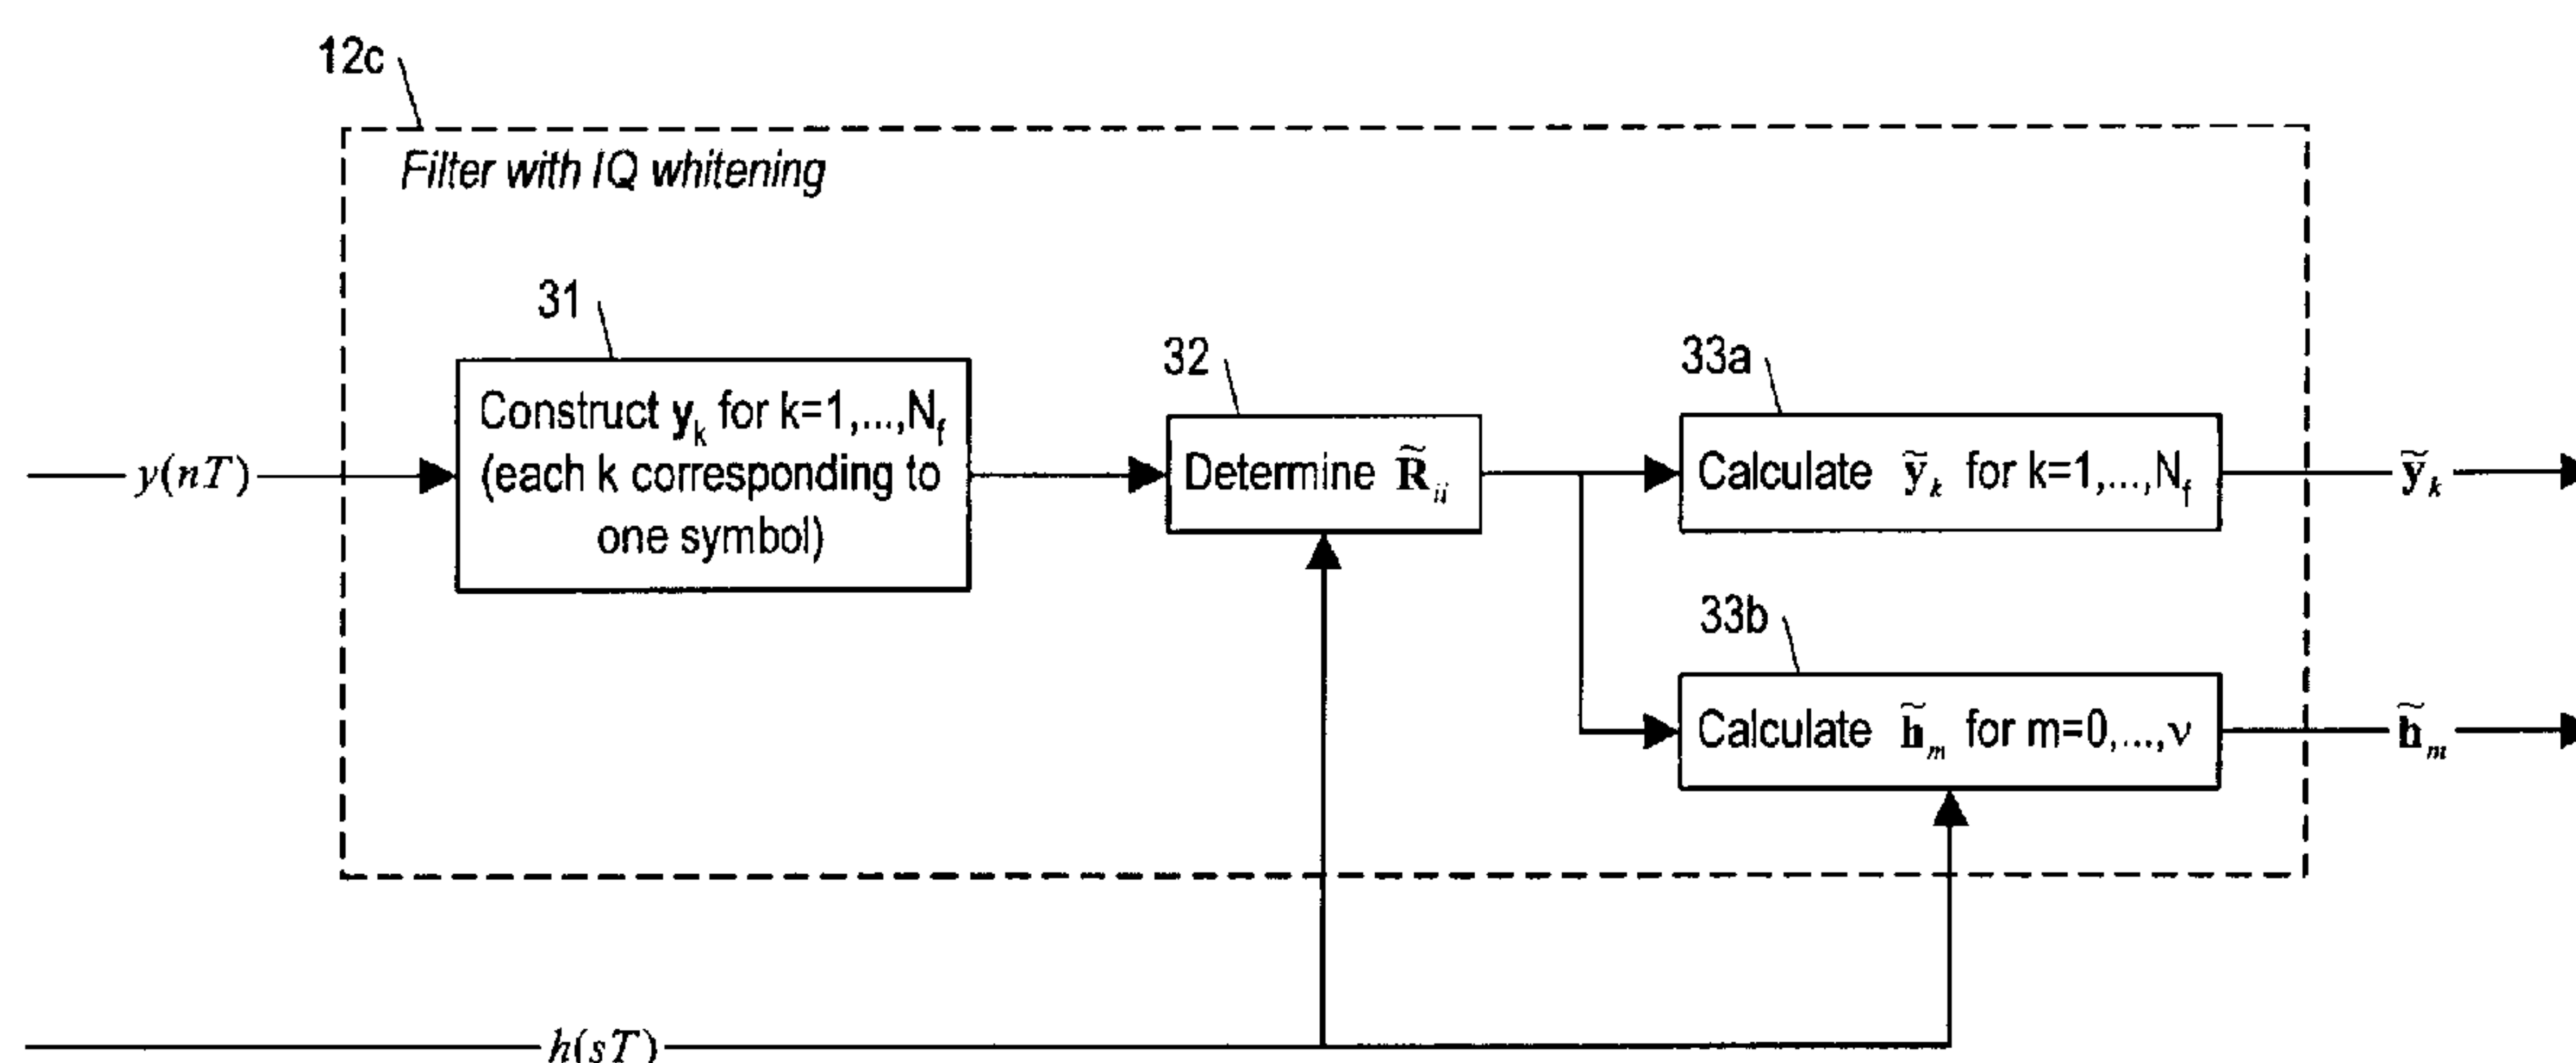 12c
Filter with IQ whitening
31
Construct y_k for k=1,...,N_f
(each k corresponding to
one symbol)
32
Determine R̃_ii
33a
Calculate ỹ_k for k=1,...,N_f
33b
Calculate h̃_m for m=0,...,ν
y(nT)
ỹ_k
h̃_m
h(sT)